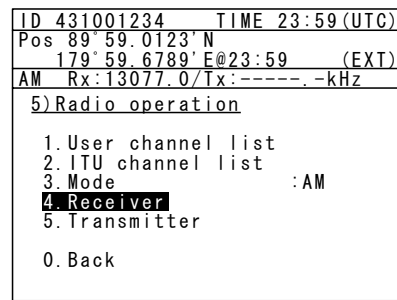 ID 431001234 TIME 23:59(UTC)
Pos 89°59.0123'N
179°59.6789'E@23:59 (EXT)
AM Rx:13077.0/Tx:-----.-kHz
5)Radio operation
1.User channel list
2.ITU channel list
3.Mode :AM
4.Receiver
5.Transmitter
0.Back